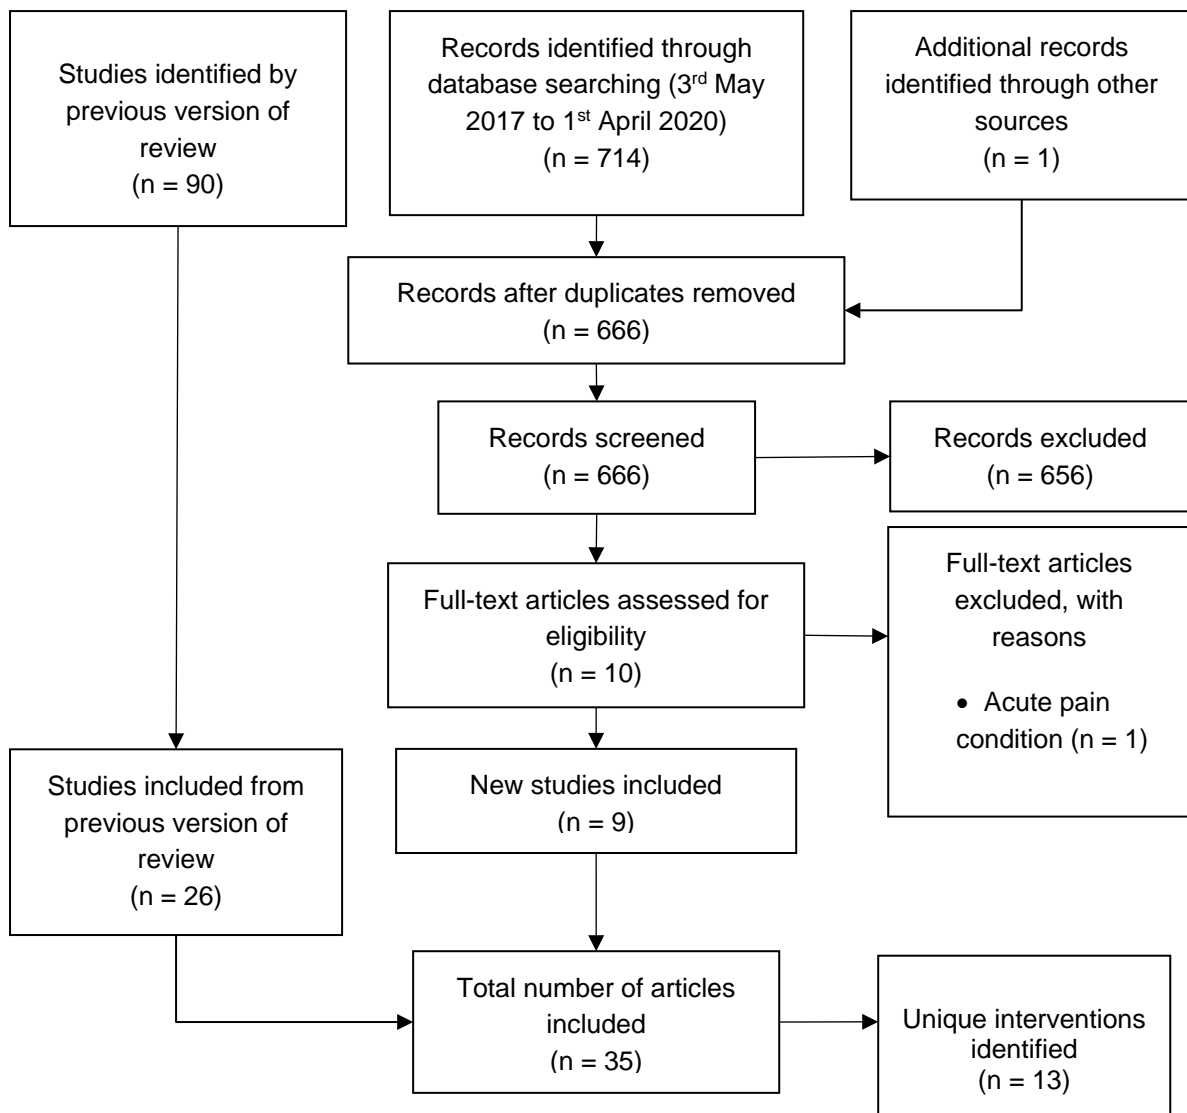 Studies identified by
previous version of
review
(n = 90)
Records identified through
database searching (3rd May
2017 to 1st April 2020)
(n = 714)
Additional records
identified through other
sources
(n = 1)
Records after duplicates removed
(n = 666)
Records screened
(n = 666)
Records excluded
(n = 656)
Full-text articles assessed for
eligibility
(n = 10)
Full-text articles
excluded, with
reasons
• Acute pain
condition (n = 1)
New studies included
(n = 9)
Studies included from
previous version of
review
(n = 26)
Total number of articles
included
(n = 35)
Unique interventions
identified
(n = 13)